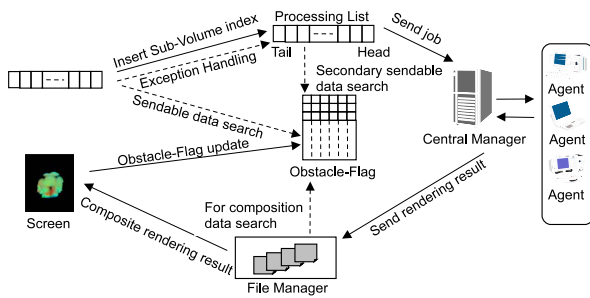 Processing List
Insert Sub-Volume index
Send job
Tail
Head
Exception Handling
Secondary sendable
data search
Sendable data search
Agent
Agent
Agent
Central Manager
Obstacle-Flag update
Obstacle-Flag
Screen
Composite rendering result
For composition
data search
Send rendering result
File Manager